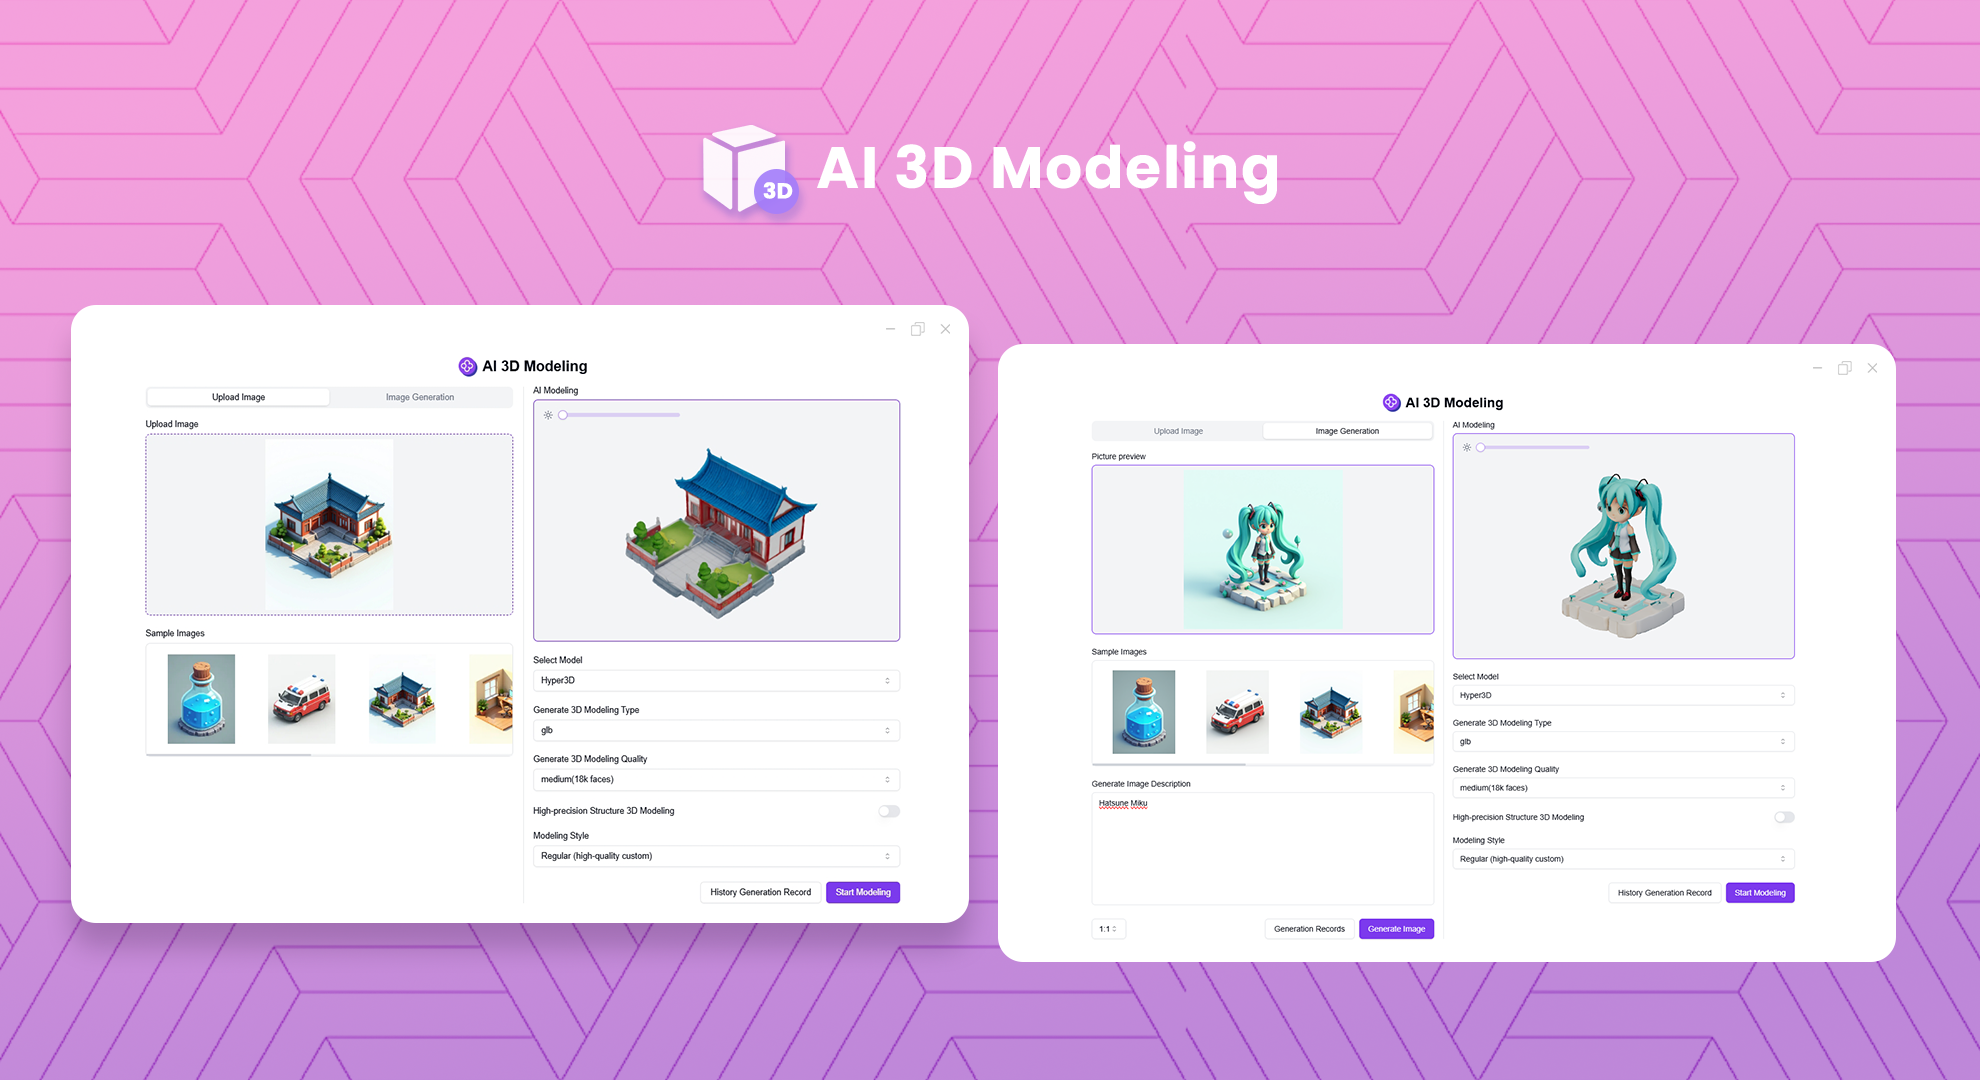 3D
AI 3D Modeling
AI 3D Modeling
Upload Image
Image Generation
Upload Image
Sample Images
AI Modeling
Select Model
Hyper3D
Generate 3D Modeling Type
glb
Generate 3D Modeling Quality
medium(18k faces)
High-precision Structure 3D Modeling
Modeling Style
Regular (high-quality custom)
History Generation Record
Start Modeling
AI 3D Modeling
Upload Image
Image Generation
Picture preview
Sample Images
Generate Image Description
Hatsune Miku
1:1
Generation Records
Generate Image
AI Modeling
Select Model
Hyper3D
Generate 3D Modeling Type
glb
Generate 3D Modeling Quality
medium(18k faces)
High-precision Structure 3D Modeling
Modeling Style
Regular (high-quality custom)
History Generation Record
Start Modeling